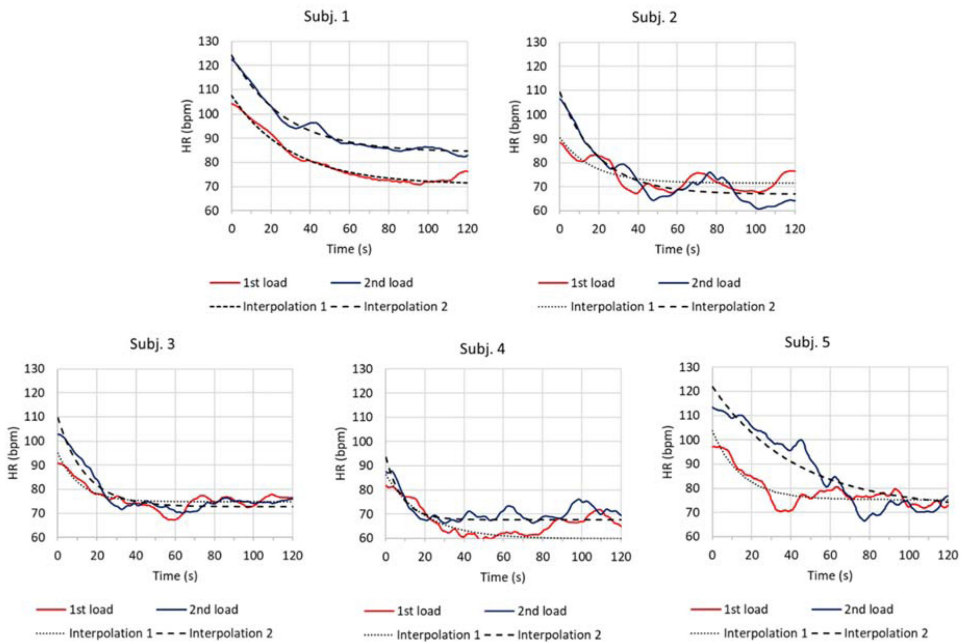 Subj. 1
130
120
110
100
90
80
70
60
HR (bpm)
0 20 40 60 80 100 120
Time (s)
1st load 2nd load
Interpolation 1 Interpolation 2
Subj. 2
130
120
110
100
90
80
70
60
HR (bpm)
0 20 40 60 80 100 120
Time (s)
1st load 2nd load
Interpolation 1 Interpolation 2
Subj. 3
130
120
110
100
90
80
70
60
HR (bpm)
0 20 40 60 80 100 120
Time (s)
1st load 2nd load
Interpolation 1 Interpolation 2
Subj. 4
130
120
110
100
90
80
70
60
HR (bpm)
0 20 40 60 80 100 120
Time (s)
1st load 2nd load
Interpolation 1 Interpolation 2
Subj. 5
130
120
110
100
90
80
70
60
HR (bpm)
0 20 40 60 80 100 120
Time (s)
1st load 2nd load
Interpolation 1 Interpolation 2